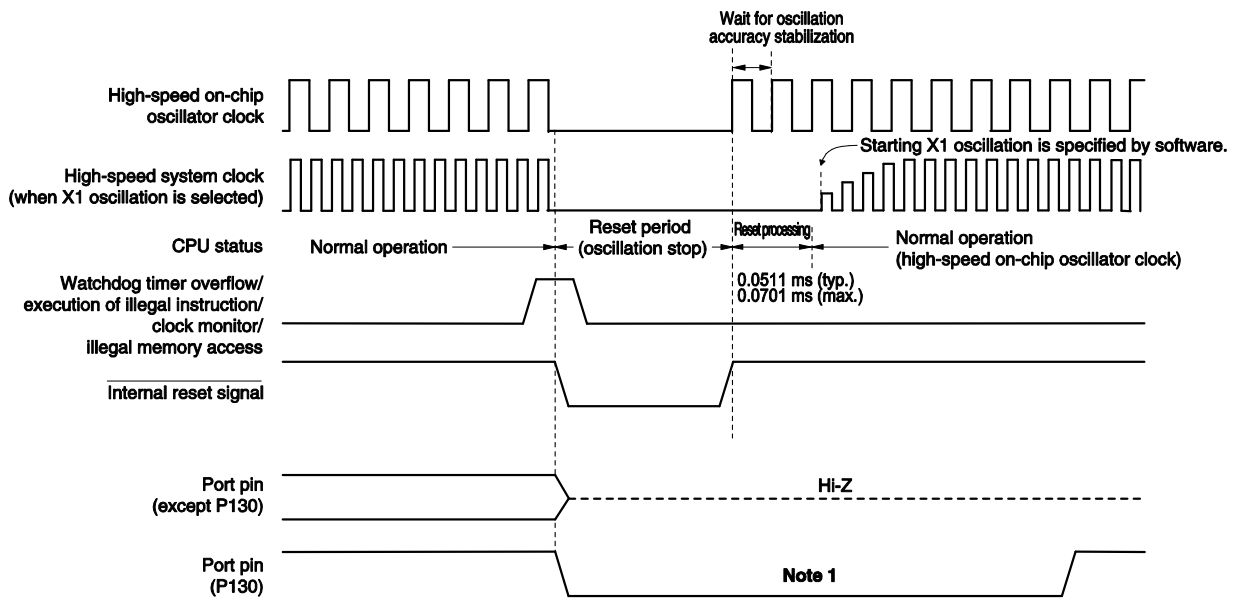 Wait for oscillation
accuracy stabilization
High-speed on-chip
oscillator clock
Starting X1 oscillation is specified by software.
High-speed system clock
(when X1 oscillation is selected)
CPU status
Normal operation
Reset period
(oscillation stop)
Reset processing
Normal operation
(high-speed on-chip oscillator clock)
0.0511 ms (typ.)
0.0701 ms (max.)
Watchdog timer overflow/
execution of illegal instruction/
clock monitor/
illegal memory access
Internal reset signal
Port pin
(except P130)
Hi-Z
Port pin
(P130)
Note 1